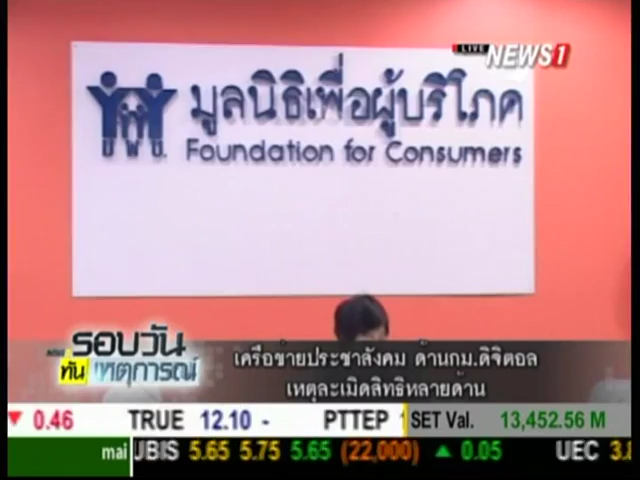 LIVE NEWS1
มูลนิธิเพื่อผู้บริโภค
Foundation for Consumers
รอบวัน
ทัน เหตุการณ์
เครือข่ายประชาสังคม ต้านกม.ดิจิตอล
เหตุละเมิดสิทธิหลายด้าน
▼ 0.46 TRUE 12.10 - PTTEP SET Val. 13,452.56 M
mai UBIS 5.65 5.75 5.65 (22,000) ▲ 0.05 UEC